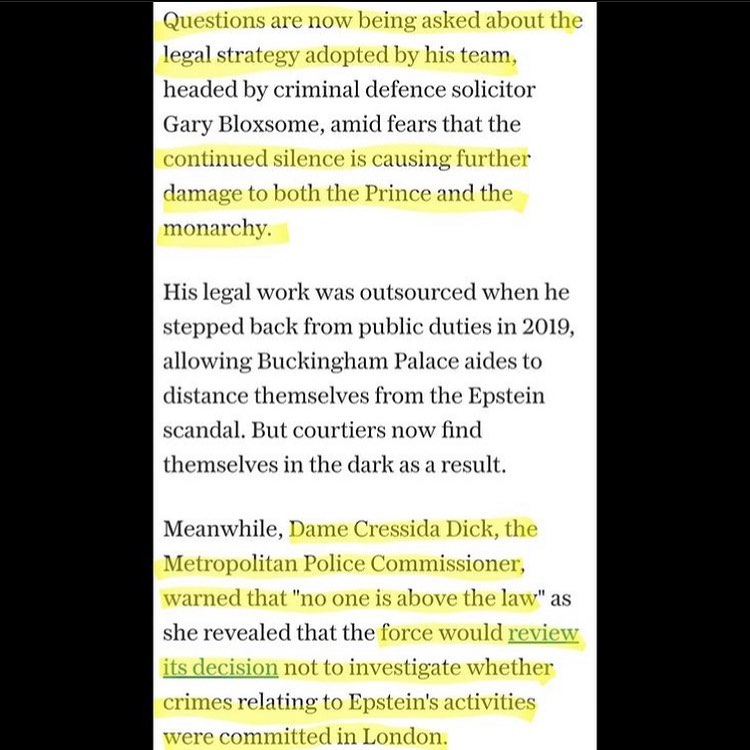 Questions are now being asked about the
legal strategy adopted by his team,
headed by criminal defence solicitor
Gary Bloxsome, amid fears that the
continued silence is causing further
damage to both the Prince and the
monarchy.
His legal work was outsourced when he
stepped back from public duties in 2019,
allowing Buckingham Palace aides to
distance themselves from the Epstein
scandal. But courtiers now find
themselves in the dark as a result.
Meanwhile, Dame Cressida Dick, the
Metropolitan Police Commissioner,
warned that "no one is above the law" as
she revealed that the force would review
its decision not to investigate whether
crimes relating to Epstein's activities
were committed in London.